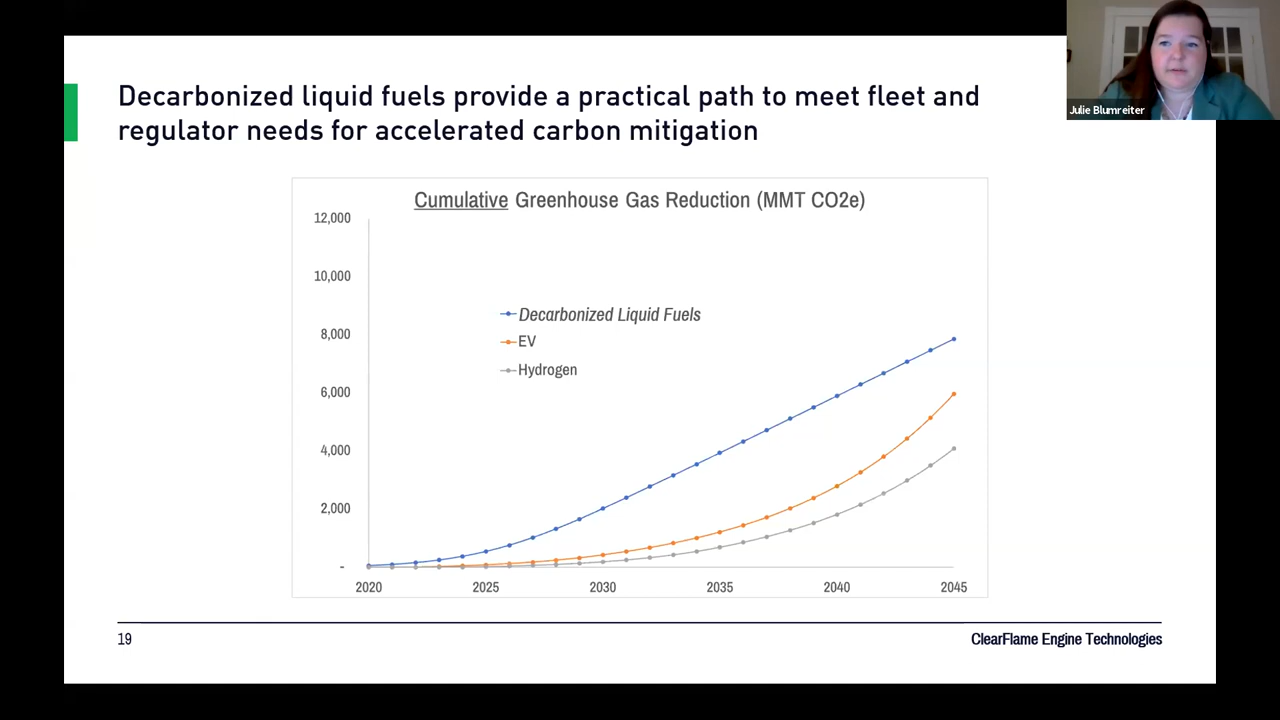 Julie Blumreiter
Decarbonized liquid fuels provide a practical path to meet fleet and
regulator needs for accelerated carbon mitigation
Cumulative Greenhouse Gas Reduction (MMT CO2e)
12,000
10,000
8,000
6,000
4,000
2,000
-
Decarbonized Liquid Fuels
EV
Hydrogen
2020 2025 2030 2035 2040 2045
19
ClearFlame Engine Technologies